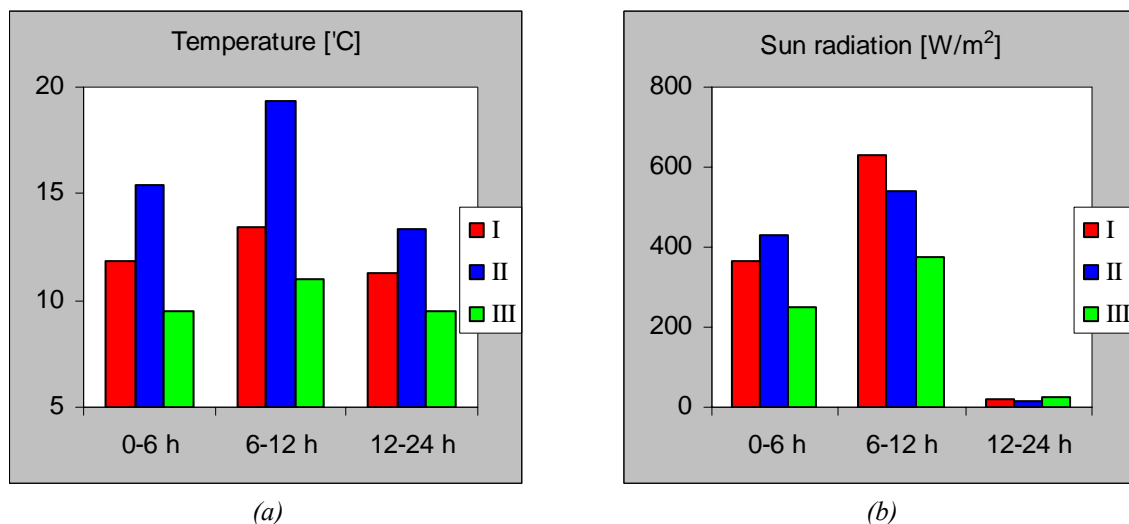 Temperature ['C]
20
15
10
5
0-6 h 6-12 h 12-24 h
I
II
III
(a)
Sun radiation [W/m²]
800
600
400
200
0
0-6 h 6-12 h 12-24 h
I
II
III
(b)